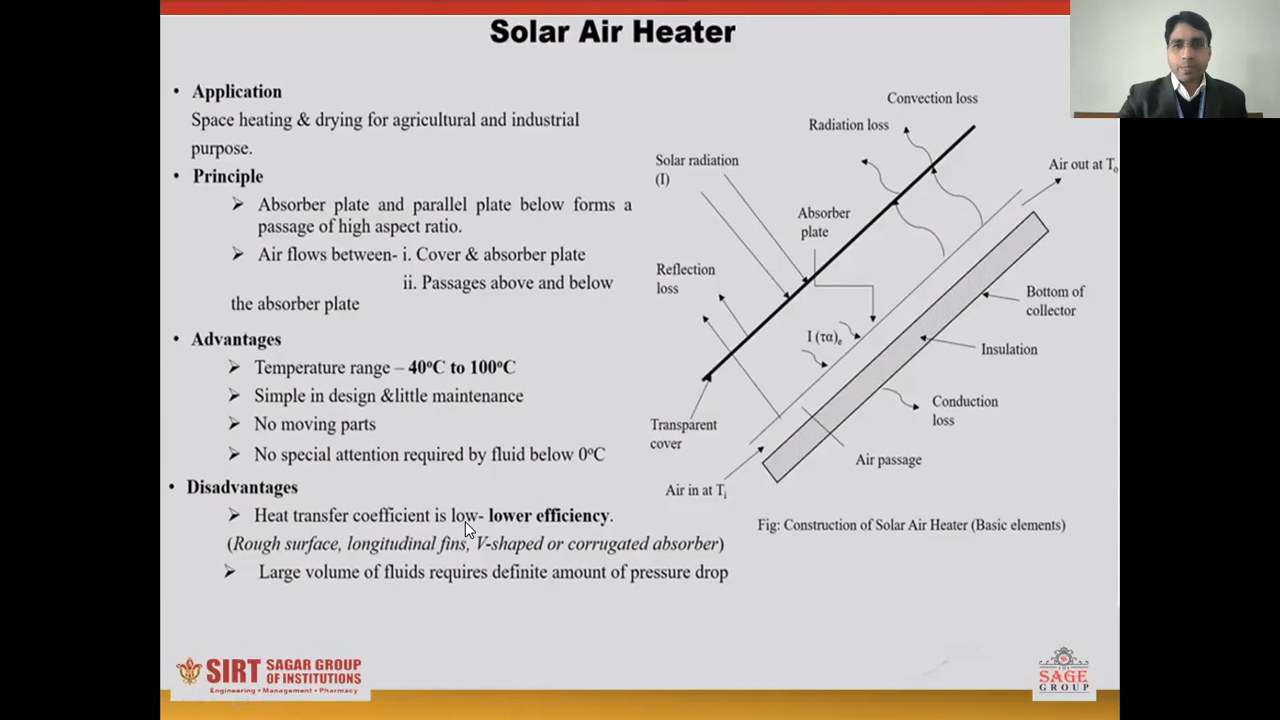 Solar Air Heater
• Application
Space heating & drying for agricultural and industrial
purpose.
• Principle
➢ Absorber plate and parallel plate below forms a
passage of high aspect ratio.
➢ Air flows between- i. Cover & absorber plate
ii. Passages above and below
the absorber plate
• Advantages
➢ Temperature range – 40°C to 100°C
➢ Simple in design &little maintenance
➢ No moving parts
➢ No special attention required by fluid below 0°C
• Disadvantages
➢ Heat transfer coefficient is low- lower efficiency.
(Rough surface, longitudinal fins, V-shaped or corrugated absorber)
➢ Large volume of fluids requires definite amount of pressure drop
Convection loss
Radiation loss
Solar radiation
(I)
Air out at Tₒ
Absorber
plate
Reflection
loss
Bottom of
collector
I (τα)ₑ
Insulation
Conduction
loss
Transparent
cover
Air passage
Air in at Tᵢ
Fig: Construction of Solar Air Heater (Basic elements)
SIRT SAGAR GROUP
OF INSTITUTIONS
Engineering • Management • Pharmacy
SAGE
GROUP